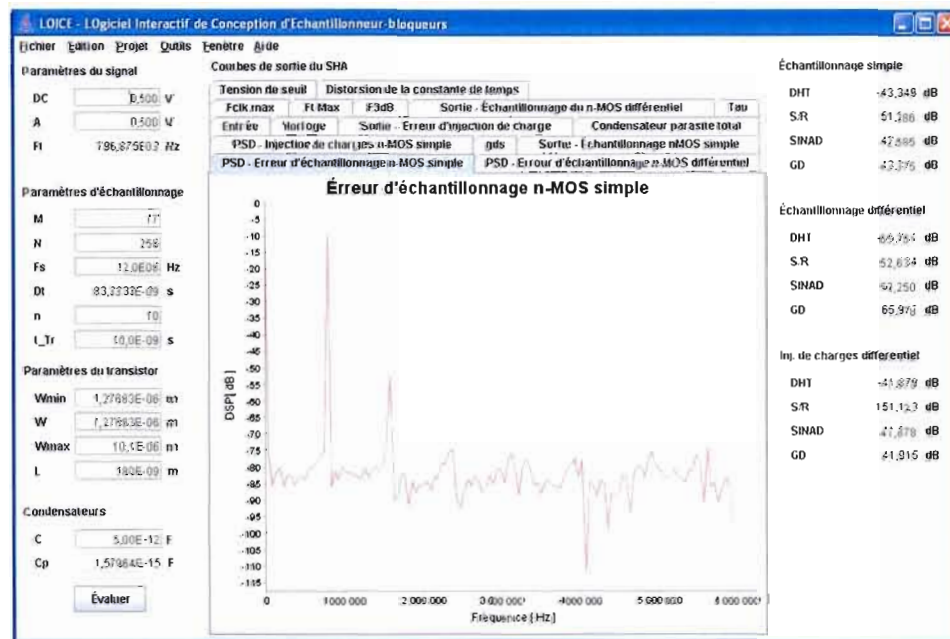 LOICE - LOgiciel Interactif de Conception d'Echantillonneur-bloqueurs
Fichier Edition Projet Outils Fenêtre Aide
Paramètres du signal
DC 0,500 V
A 0,500 V
Ft 796,875E03 Hz
Paramètres d'échantillonnage
M 17
N 256
Fs 12,0E06 Hz
Dt 83,3333E-09 s
n 10
t_Tr 10,0E-09 s
Paramètres du transistor
Wmin 1,27683E-06 m
W 1,27683E-06 m
Wmax m
L 180E-09 m
Condensateurs
C 5,00E-12 F
Cp 1,57984E-15 F
Évaluer
Courbes de sortie du SHA
Tension de seuil Distorsion de la constante de temps
Fclk max Ft Max F3dB Sortie - Échantillonnage du n-MOS différentiel Tau
Entrée Horloge Sortie - Erreur d'injection de charge Condensateur parasite total
PSD - Injection de charges n-MOS simple gds Sortie - Échantillonnage nMOS simple
PSD - Erreur d'échantillonnage n-MOS simple PSD - Erreur d'échantillonnage n-MOS différentiel
Érreur d'échantillonnage n-MOS simple
DSP[ dB]
0
-5
-10
-15
-20
-25
-30
-35
-40
-45
-50
-55
-60
-65
-70
-75
-80
-85
-90
-95
-100
-105
-110
-115
0 1 000 000 2 000 000 3 000 000 4 000 000 5 000 000 6 000 000
Fréquence [ Hz]
Échantillonnage simple
DHT -43,349 dB
S/R dB
SINAD dB
GD dB
Échantillonnage différentiel
DHT dB
S/R 52,634 dB
SINAD dB
GD dB
Inj. de charges différentiel
DHT -41,879 dB
S/R 151,123 dB
SINAD 41,878 dB
GD 41,915 dB